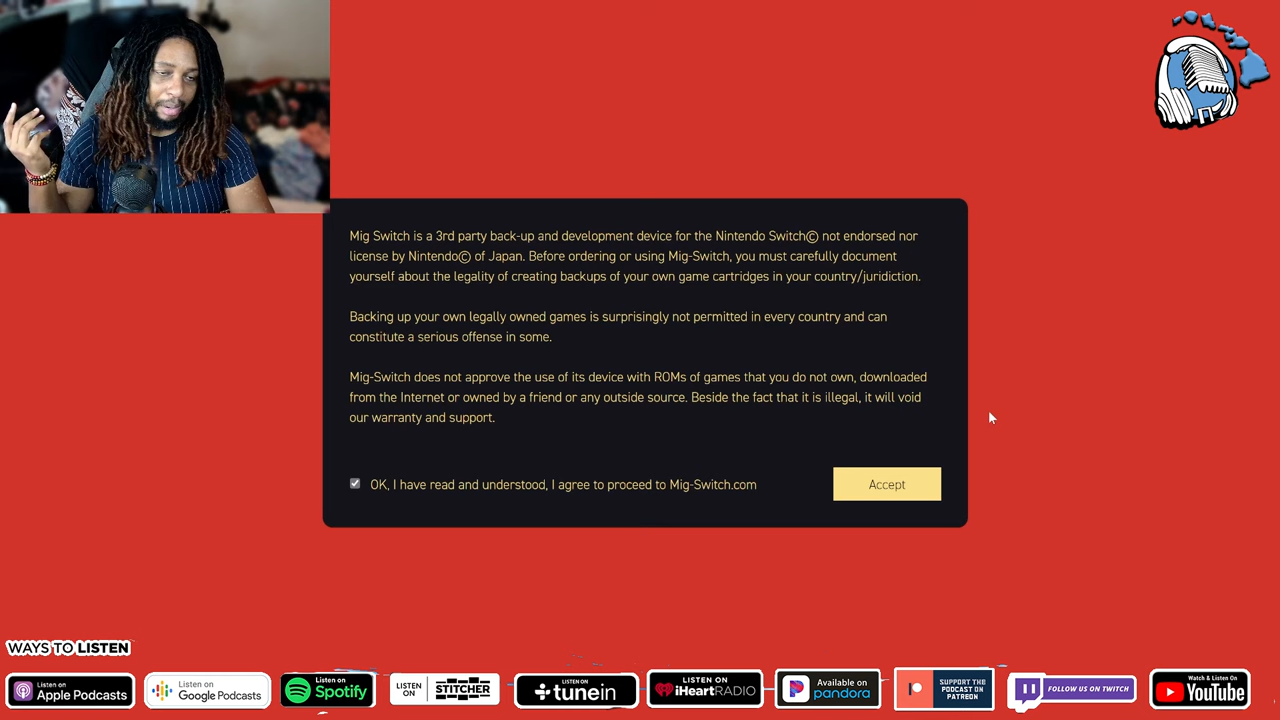 Mig Switch is a 3rd party back-up and development device for the Nintendo Switch© not endorsed nor
license by Nintendo© of Japan. Before ordering or using Mig-Switch, you must carefully document
yourself about the legality of creating backups of your own game cartridges in your country/juridiction.
Backing up your own legally owned games is surprisingly not permitted in every country and can
constitute a serious offense in some.
Mig-Switch does not approve the use of its device with ROMs of games that you do not own, downloaded
from the Internet or owned by a friend or any outside source. Beside the fact that it is illegal, it will void
our warranty and support.
OK, I have read and understood, I agree to proceed to Mig-Switch.com
Accept
WAYS TO LISTEN
Listen on
Apple Podcasts
Listen on
Google Podcasts
Listen on
Spotify
LISTEN
ON
STITCHER
LISTEN ON
tunein
LISTEN ON
iHeartRADIO
Available on
pandora
SUPPORT THE
PODCAST ON
PATREON
FOLLOW US ON TWITCH
Watch & Listen On
YouTube